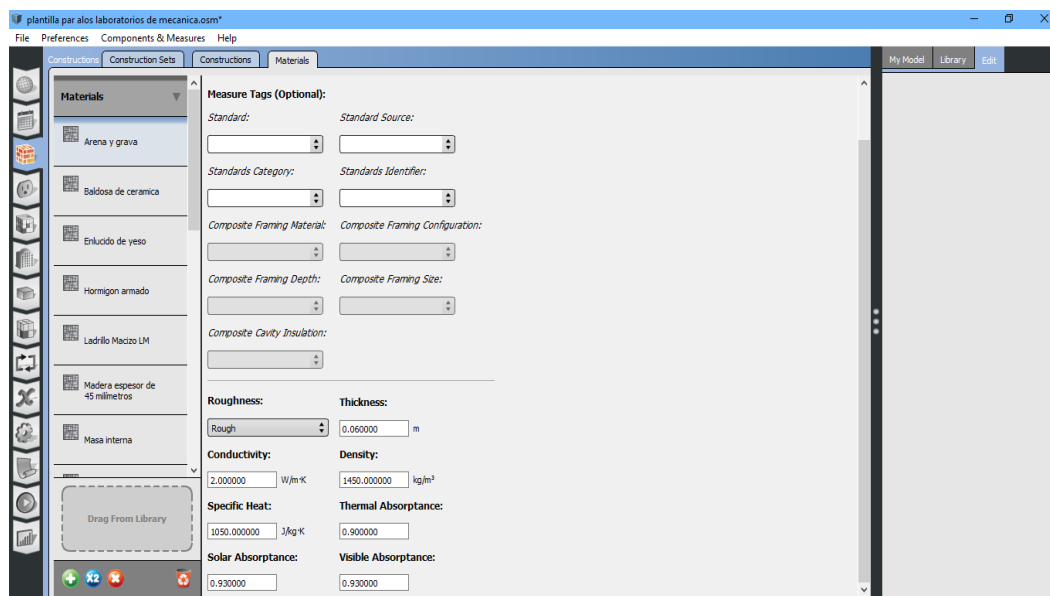 plantilla par alos laboratorios de mecanica.osm*
File Preferences Components & Measures Help
Constructions Construction Sets Constructions Materials My Model Library Edit
Materials
Arena y grava
Baldosa de ceramica
Enlucido de yeso
Hormigon armado
Ladrillo Macizo LM
Madera espesor de
45 milímetros
Masa interna
Drag From Library
X2
Measure Tags (Optional):
Standard: Standard Source:
Standards Category: Standards Identifier:
Composite Framing Material: Composite Framing Configuration:
Composite Framing Depth: Composite Framing Size:
Composite Cavity Insulation:
Roughness: Thickness:
Rough 0.060000 m
Conductivity: Density:
2.000000 W/m·K 1450.000000 kg/m³
Specific Heat: Thermal Absorptance:
1050.000000 J/kg·K 0.900000
Solar Absorptance: Visible Absorptance:
0.930000 0.930000